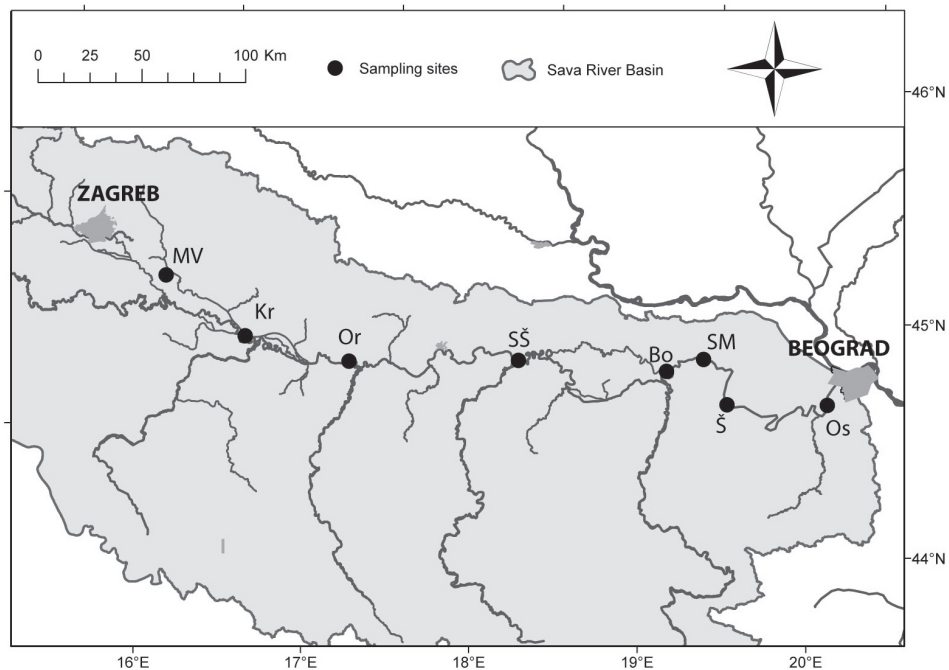 0 25 50 100 Km
Sampling sites
Sava River Basin
46°N
ZAGREB
MV
Kr
Or
SŠ
Bo
SM
45°N
BEOGRAD
Š
Os
44°N
16°E 17°E 18°E 19°E 20°E